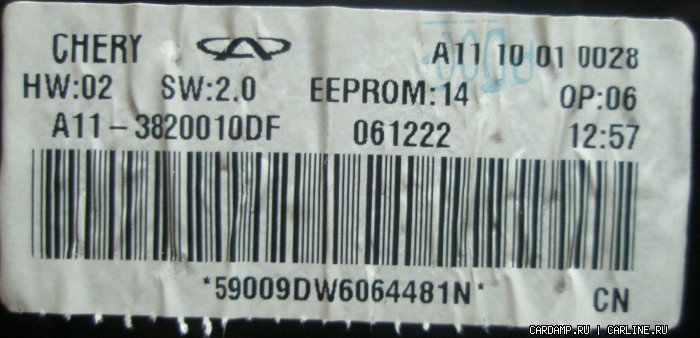 CHERY A11 10 01 0028
HW:02 SW:2.0 EEPROM:14 OP:06
A11-3820010DF 061222 12:57
*59009DW6064481N* CN
CARDAMP.RU | CARLINE.RU